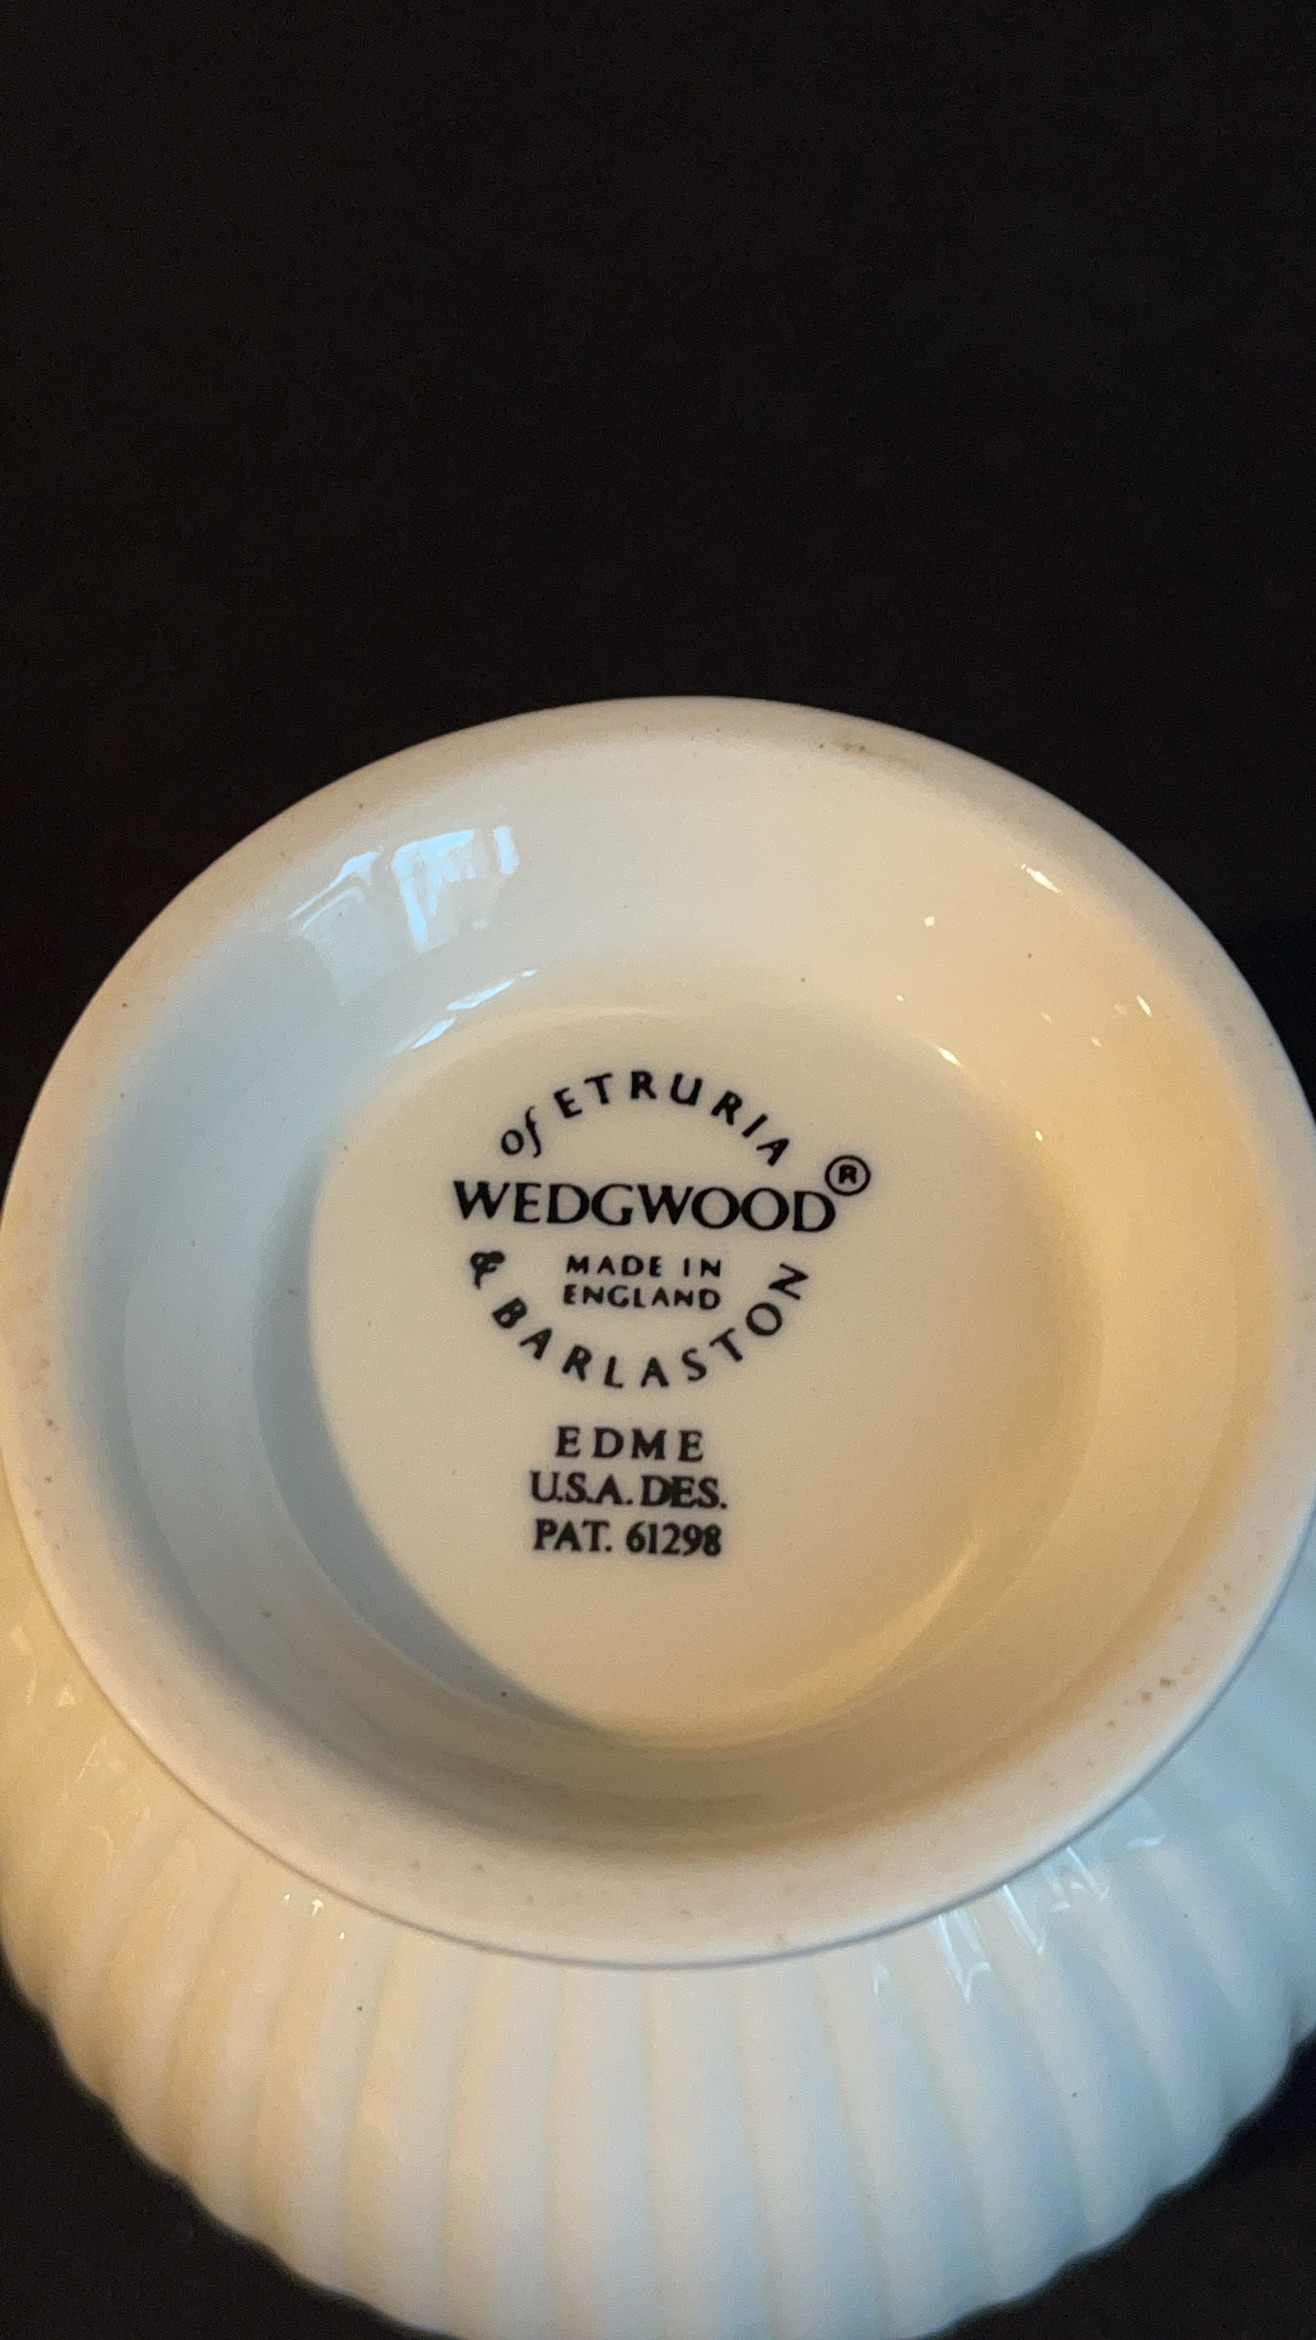 of ETRURIA
WEDGWOOD®
MADE IN
ENGLAND
& BARLASTON
EDME
U.S.A. DES.
PAT. 61298